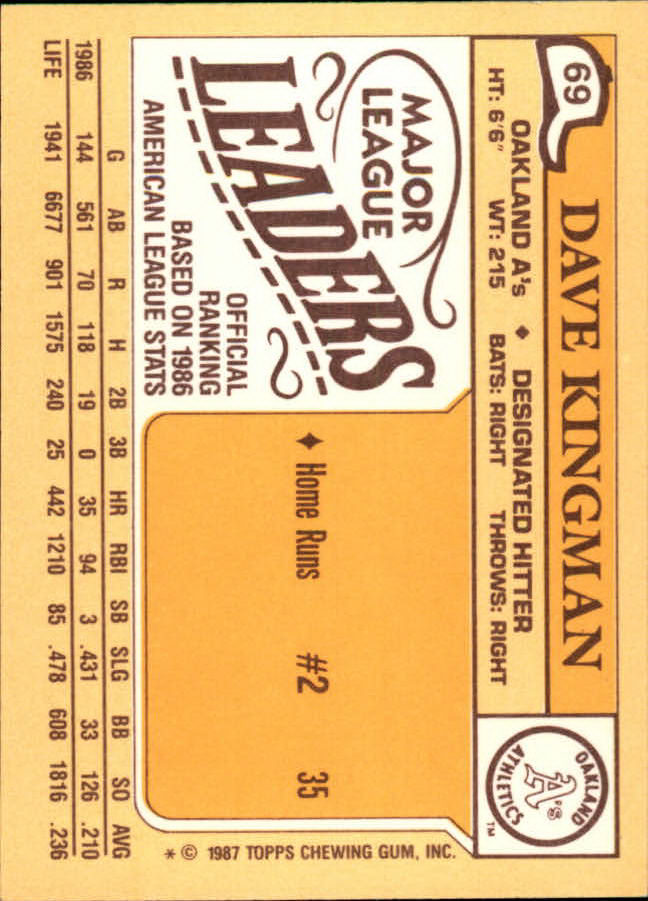 69
DAVE KINGMAN
OAKLAND A's ♦ DESIGNATED HITTER
HT: 6'6" WT: 215 BATS: RIGHT THROWS: RIGHT
OAKLAND
A's
ATHLETICS
TM
MAJOR
LEAGUE
LEADERS
OFFICIAL
RANKING
BASED ON 1986
AMERICAN LEAGUE STATS
✦ Home Runs #2 35
* © 1987 TOPPS CHEWING GUM, INC.
G AB R H 2B 3B HR RBI SB SLG BB SO AVG
1986 144 561 70 118 19 0 35 94 3 .431 33 126 .210
LIFE 1941 6677 901 1575 240 25 442 1210 85 .478 608 1816 .236